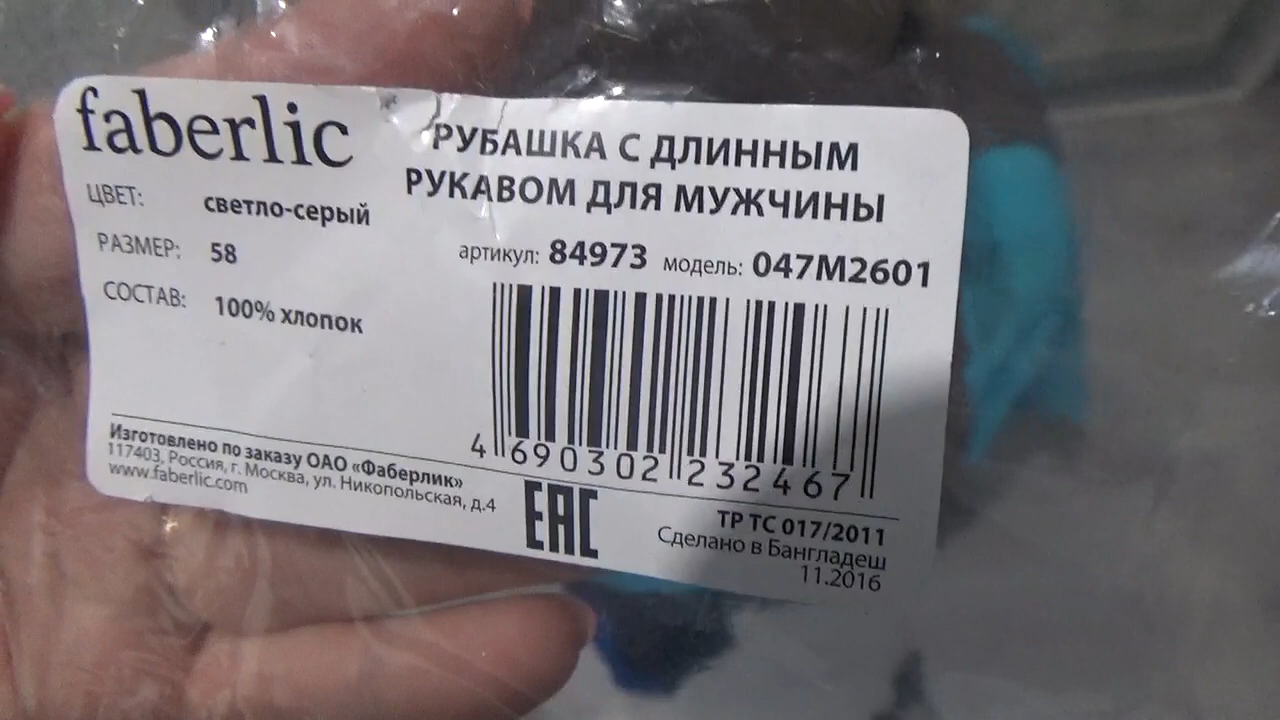 faberlic
РУБАШКА С ДЛИННЫМ
РУКАВОМ ДЛЯ МУЖЧИНЫ
ЦВЕТ: светло-серый
РАЗМЕР: 58
СОСТАВ: 100% хлопок
артикул: 84973 модель: 047M2601
4 690302 232467
Изготовлено по заказу ОАО «Фаберлик»
117403, Россия, г. Москва, ул. Никопольская, д.4
www.faberlic.com
EAC
ТР ТС 017/2011
Сделано в Бангладеш
11.2016